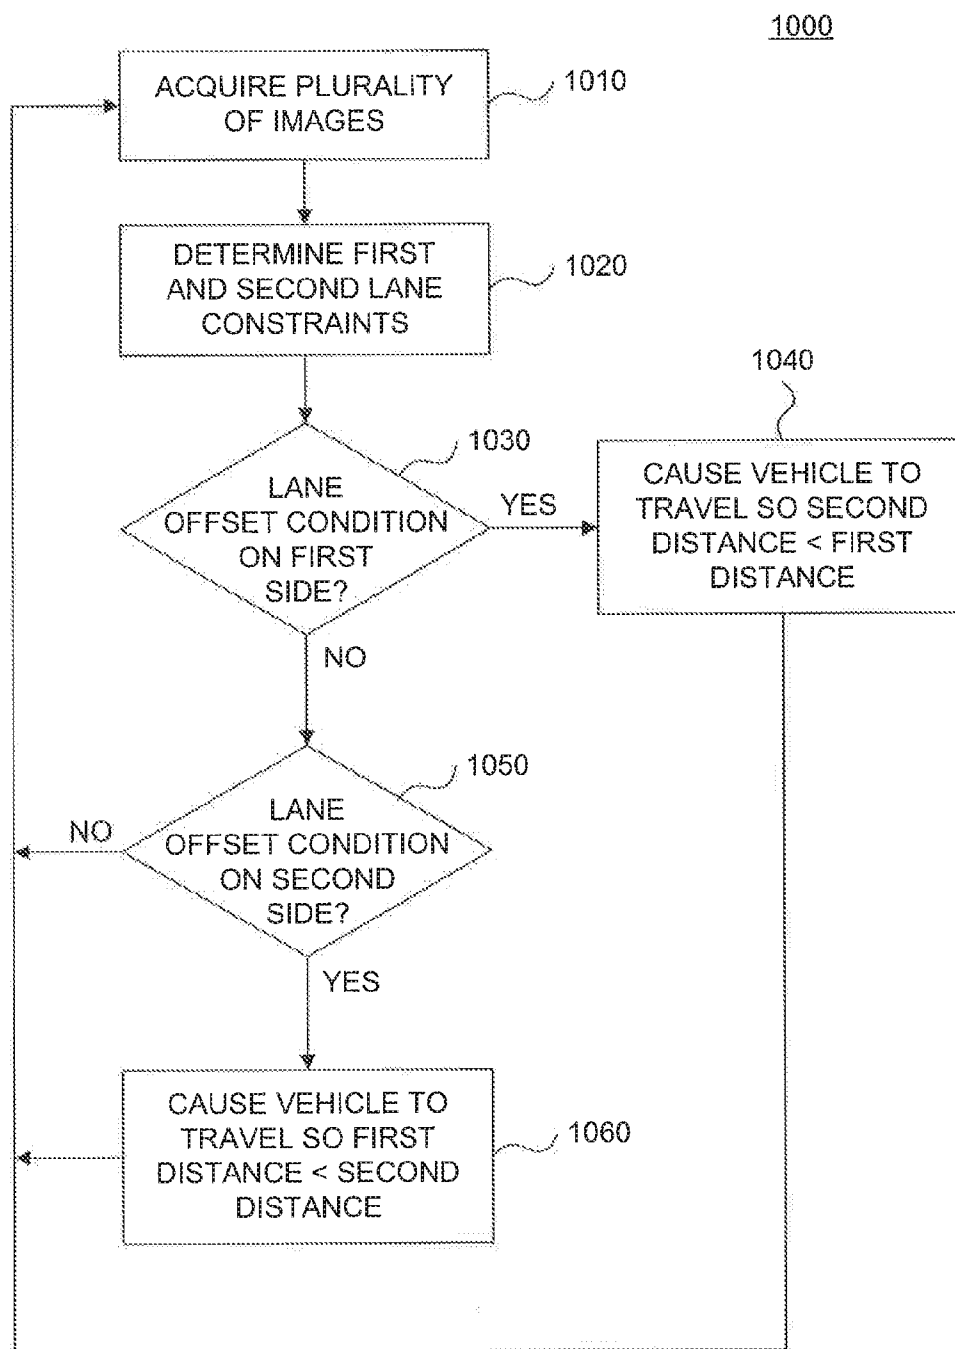 1000
ACQUIRE PLURALITY
OF IMAGES
1010
DETERMINE FIRST
AND SECOND LANE
CONSTRAINTS
1020
1030
LANE
OFFSET CONDITION
ON FIRST
SIDE?
YES
NO
1040
CAUSE VEHICLE TO
TRAVEL SO SECOND
DISTANCE < FIRST
DISTANCE
1050
LANE
OFFSET CONDITION
ON SECOND
SIDE?
NO
YES
CAUSE VEHICLE TO
TRAVEL SO FIRST
DISTANCE < SECOND
DISTANCE
1060